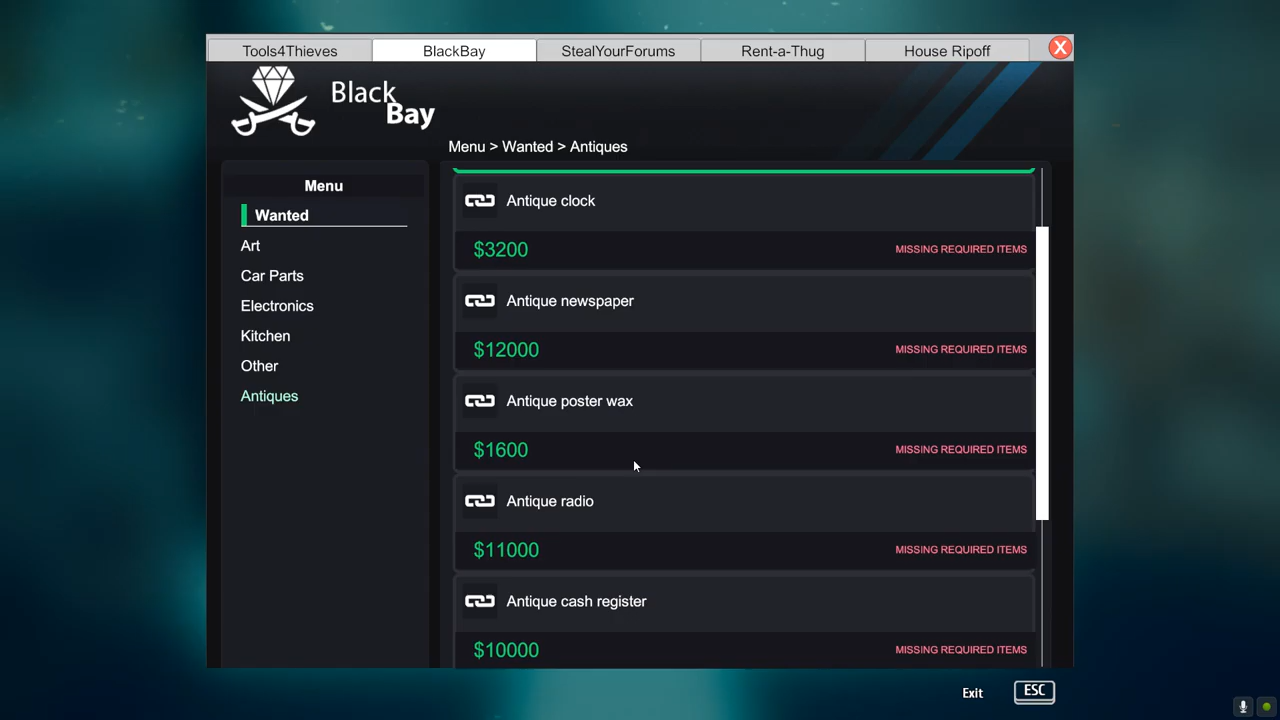 Tools4Thieves
BlackBay
StealYourForums
Rent-a-Thug
House Ripoff
X
Black
Bay
Menu > Wanted > Antiques
Menu
Wanted
Art
Car Parts
Electronics
Kitchen
Other
Antiques
Antique clock
$3200 MISSING REQUIRED ITEMS
Antique newspaper
$12000 MISSING REQUIRED ITEMS
Antique poster wax
$1600 MISSING REQUIRED ITEMS
Antique radio
$11000 MISSING REQUIRED ITEMS
Antique cash register
$10000 MISSING REQUIRED ITEMS
Exit ESC